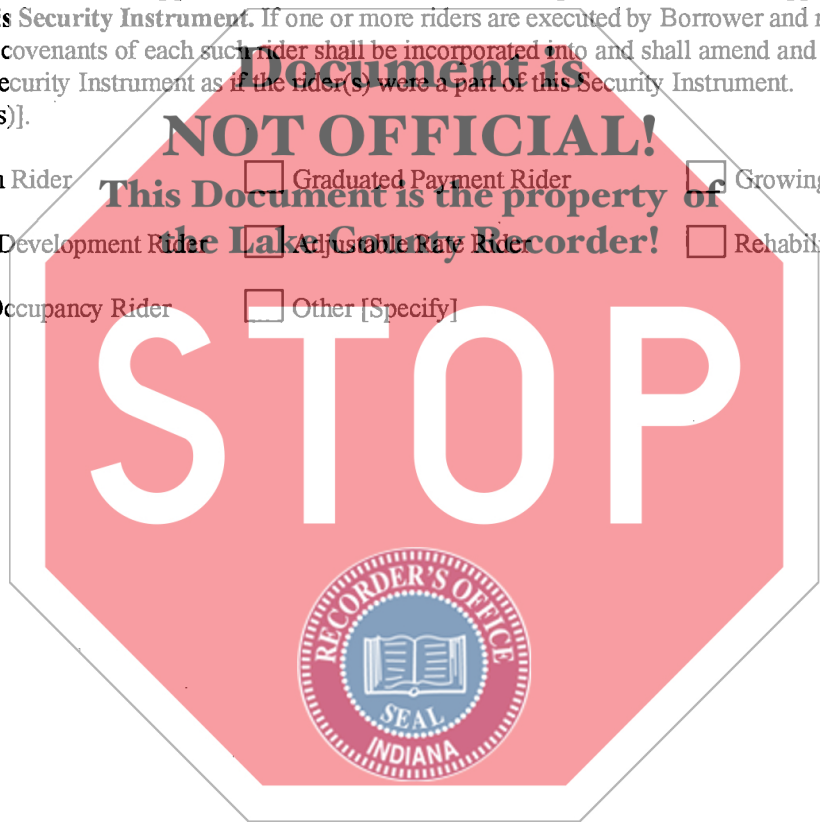 s Security Instrument. If one or more riders are executed by Borrower and
covenants of each such rider shall be incorporated into and shall amend and
ecurity Instrument as if the rider(s) were a part of this Security Instrument.
s)].
Document is
NOT OFFICIAL!
This Document is the property of
the Lake County Recorder!
Rider
Graduated Payment Rider
Growing
Development Rider
Adjustable Rate Rider
Rehabil
ccupancy Rider
Other [Specify]
STOP
RECORDER'S OFFICE
SEAL
INDIANA